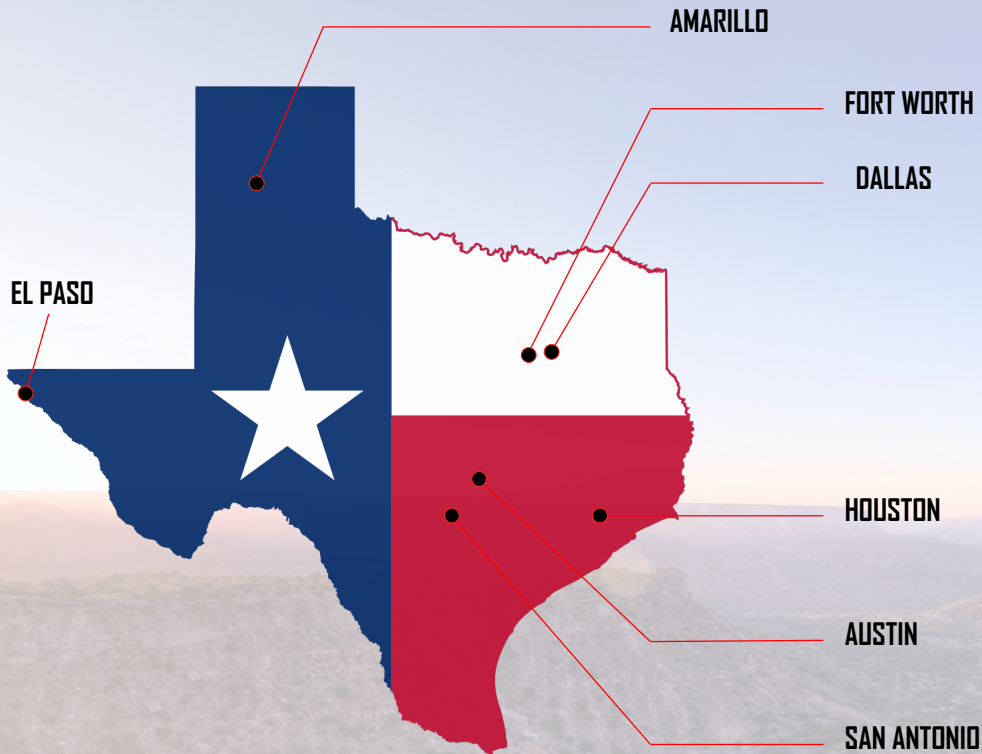 AMARILLO
FORT WORTH
DALLAS
EL PASO
HOUSTON
AUSTIN
SAN ANTONIO